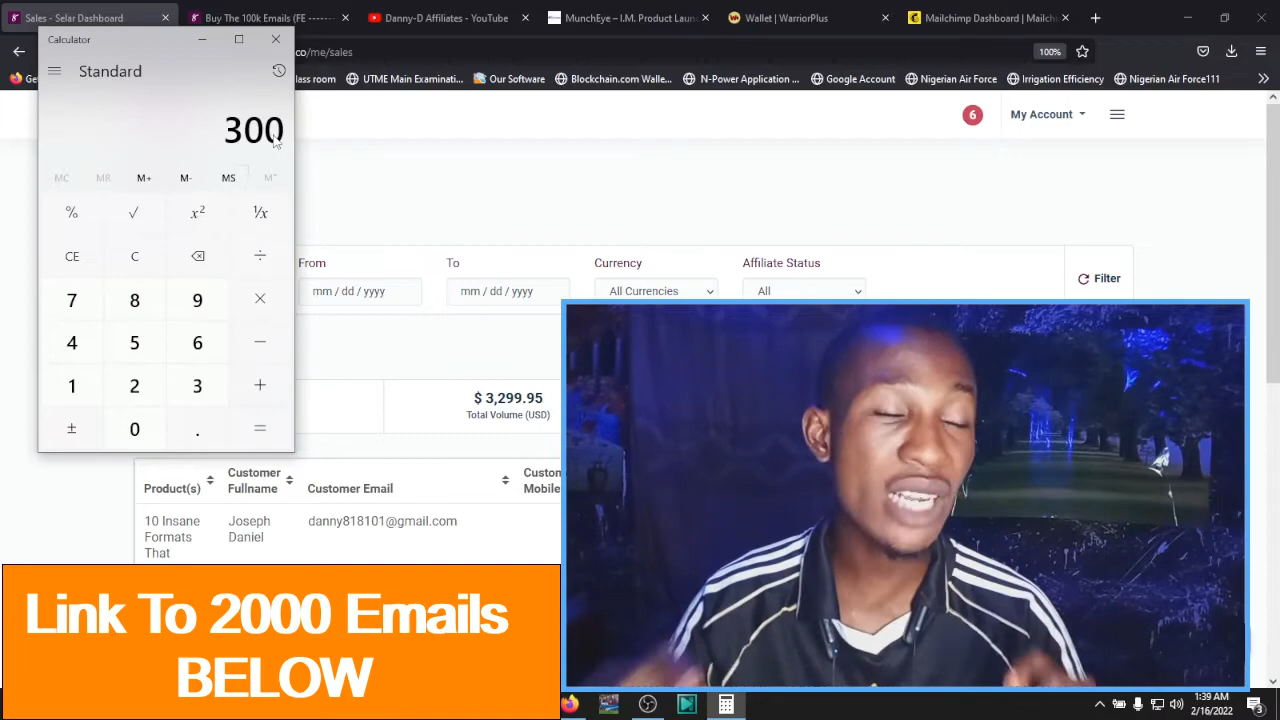 Sales - Selar
Buy The 100k Emails (FE
Danny-D Affiliates - YouTube
MunchEye – I.M. Product Laun
Wallet | WarriorPlus
Mailchimp Dashboard | Mailch
co/me/sales
100%
Ge
ss room
UTME Main Examinati...
Our Software
Blockchain.com Walle...
N-Power Application ...
Google Account
Nigerian Air Force
Irrigation Efficiency
Nigerian Air Force111
Calculator
Standard
300
MC MR M+ M- MS
% √ x² ¹/x
CE C ÷
7 8 9 ×
4 5 6 −
1 2 3 +
± 0 . =
6
My Account
From
To
Currency
Affiliate Status
mm / dd / yyyy
mm / dd / yyyy
All Currencies
All
Filter
$ 3,299.95
Total Volume (USD)
Product(s)
Customer
Fullname
Customer Email
Custom
Mobile
10 Insane
Formats
That
Joseph
Daniel
danny818101@gmail.com
Link To 2000 Emails
BELOW
1:39 AM
2/16/2022
3